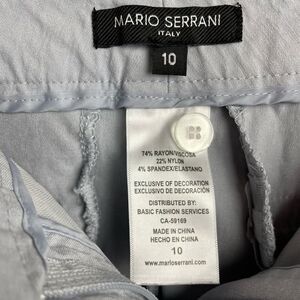 MARIO SERRANI
ITALY
10
74% RAYON/VISCOSA
22% NYLON
4% SPANDEX/ELASTANO
EXCLUSIVE OF DECORATION
EXCLUSIVO DE DECORACIÓN
DISTRIBUTED BY:
BASIC FASHION SERVICES
CA-59169
MADE IN CHINA
HECHO EN CHINA
10
www.marioserrani.com